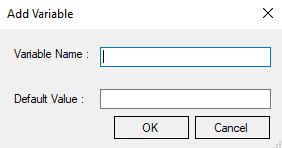 Add Variable
Variable Name :
Default Value :
OK
Cancel